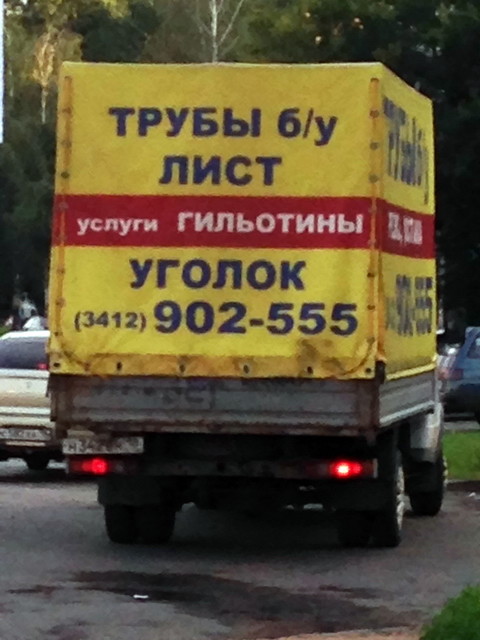 ТРУБЫ б/у
ЛИСТ
услуги ГИЛЬОТИНЫ
УГОЛОК
(3412) 902-555